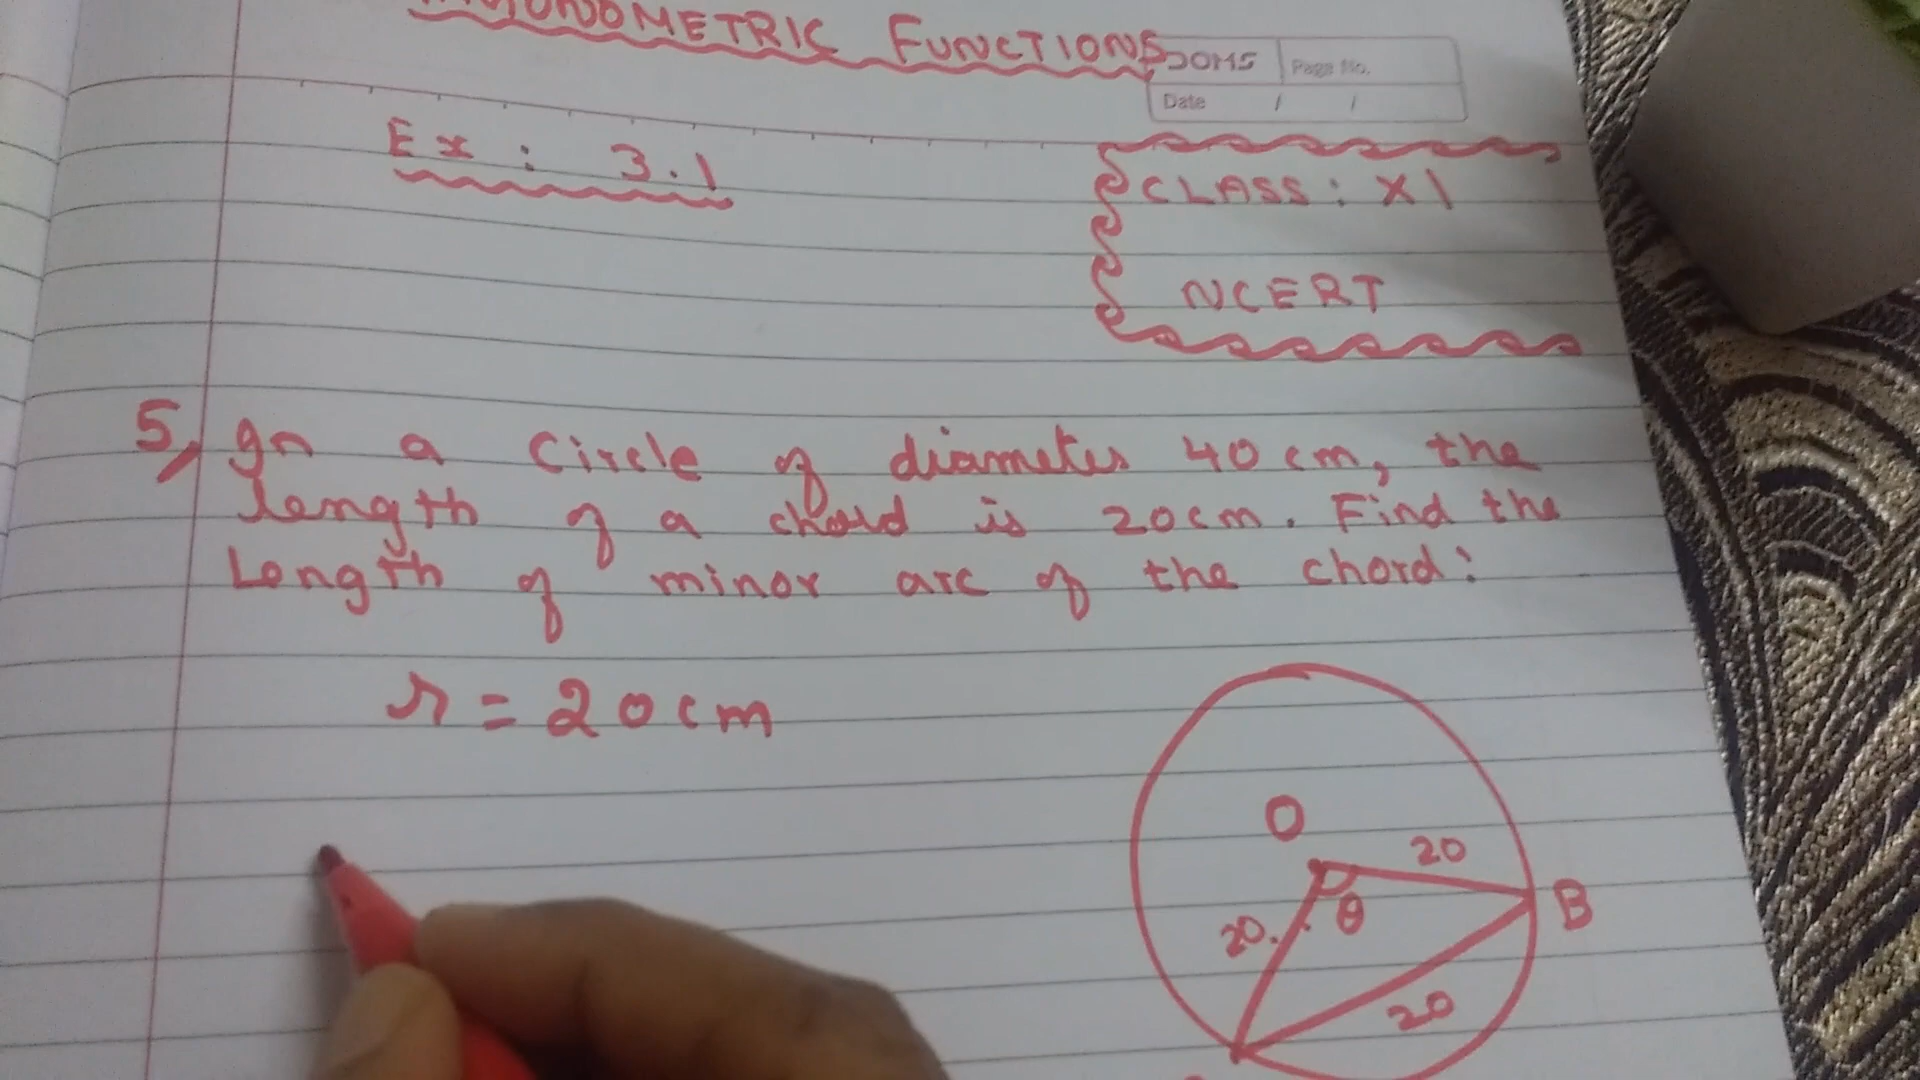 FUNCTIONS
DOMS Page No.
Date / /
Ex : 3.1
CLASS : XI
NCERT
5, In a Circle of diameter 40 cm, the
length of a chord is 20cm. Find the
Length of minor arc of the chord:
r = 20cm
O
20
B
θ
20
20